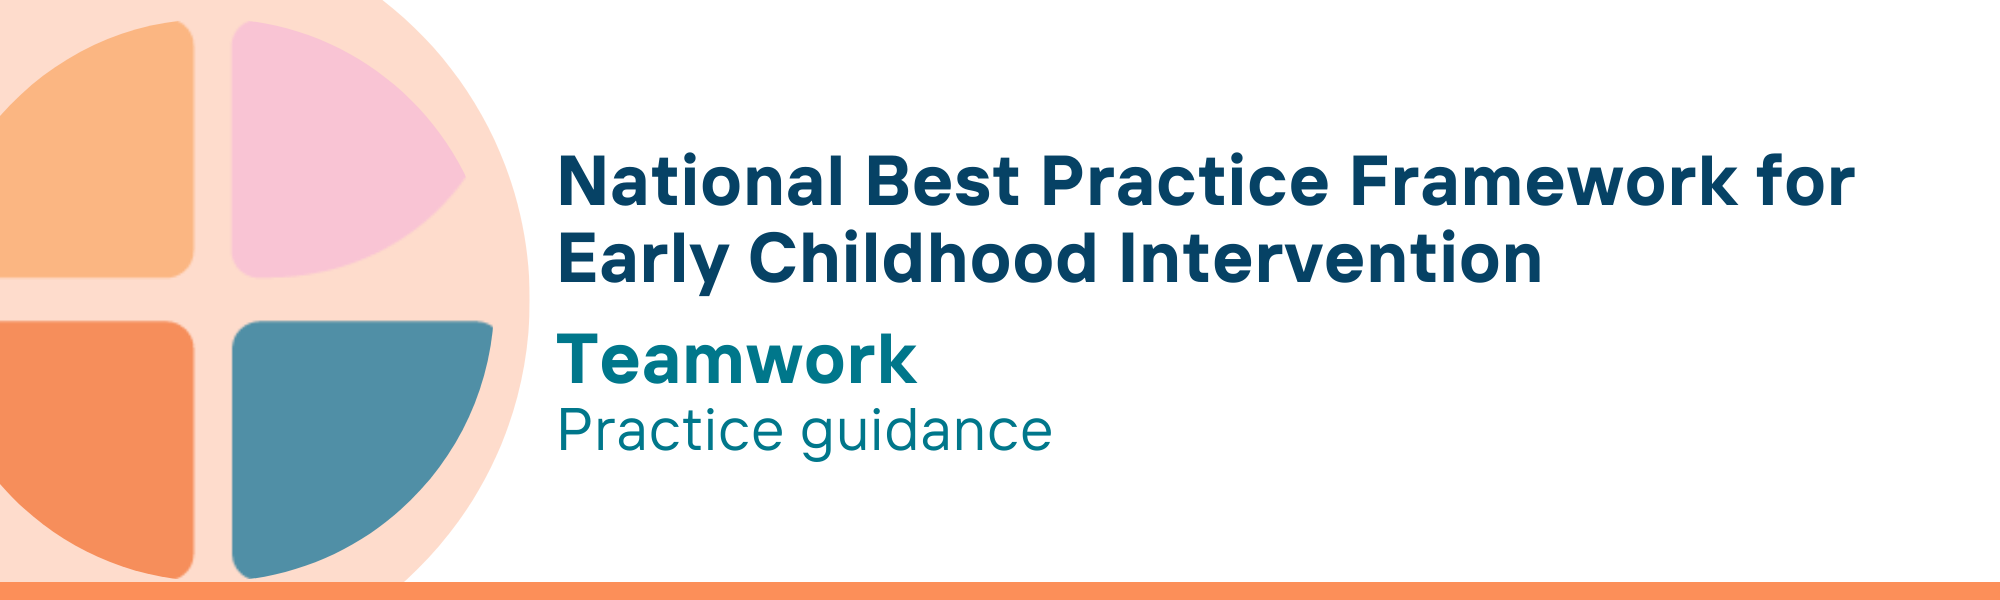 National Best Practice Framework for
Early Childhood Intervention
Teamwork
Practice guidance